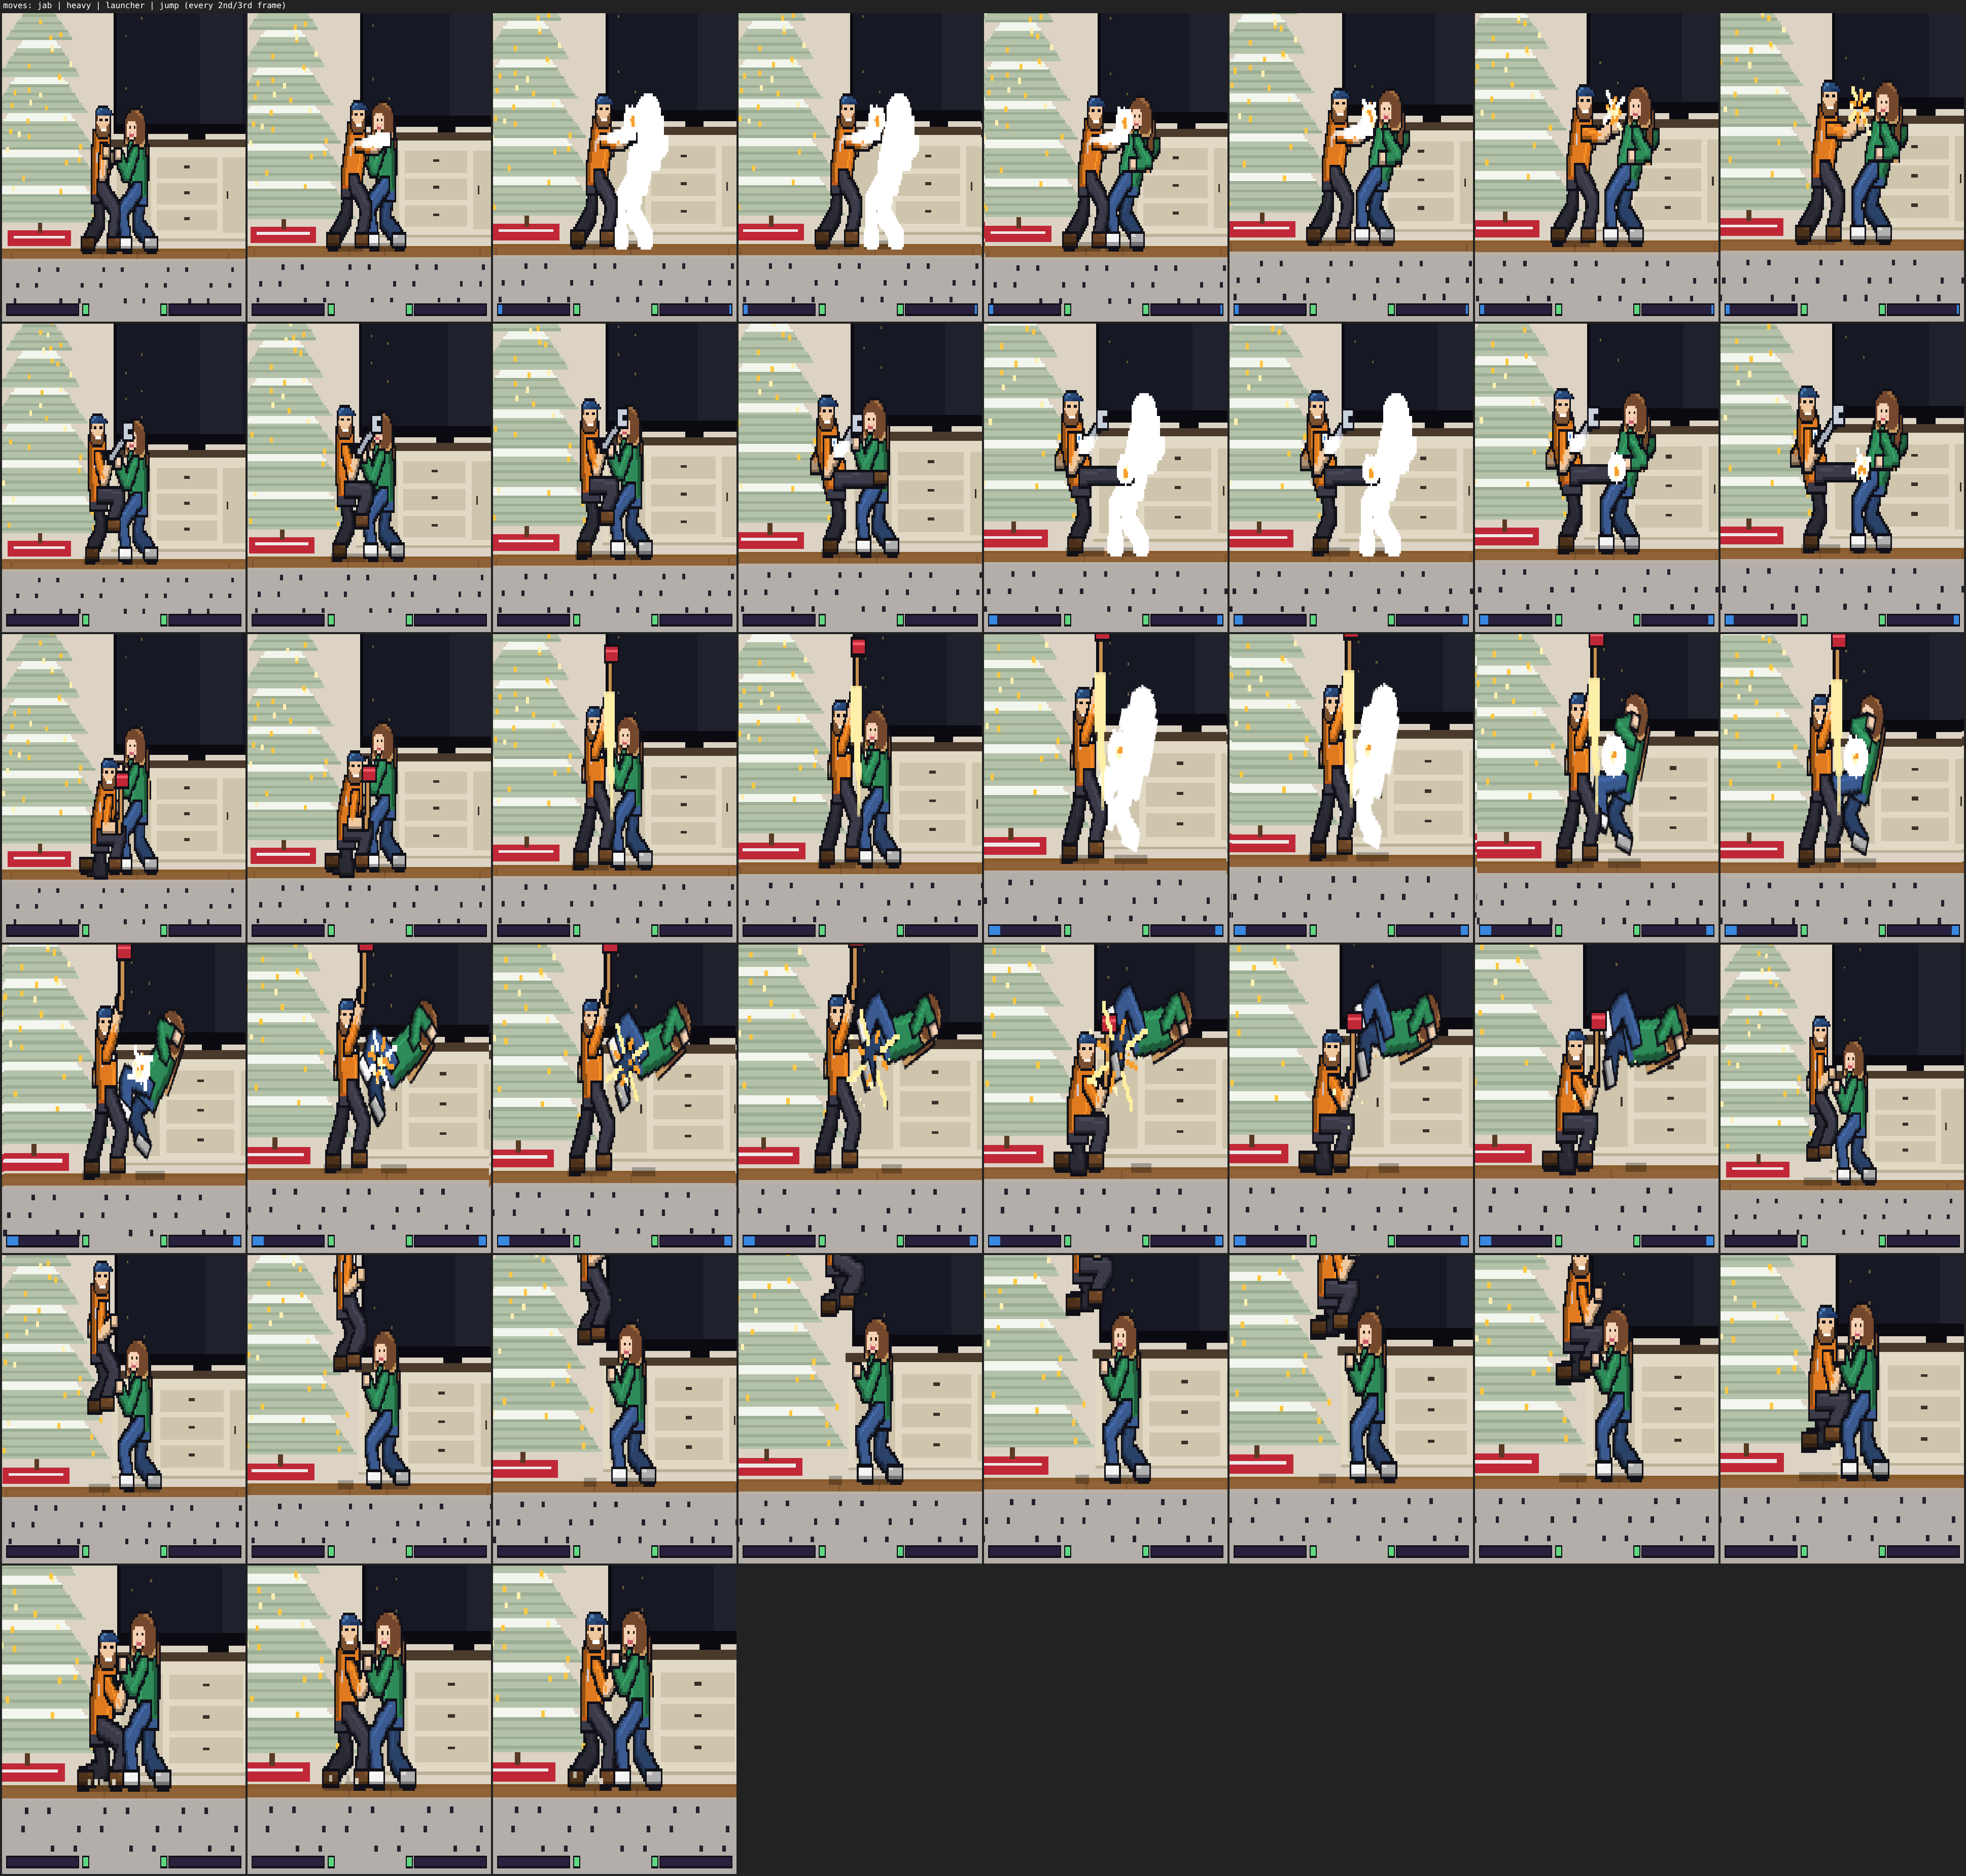 moves: jab | heavy | launcher | jump (every 2nd/3rd frame)